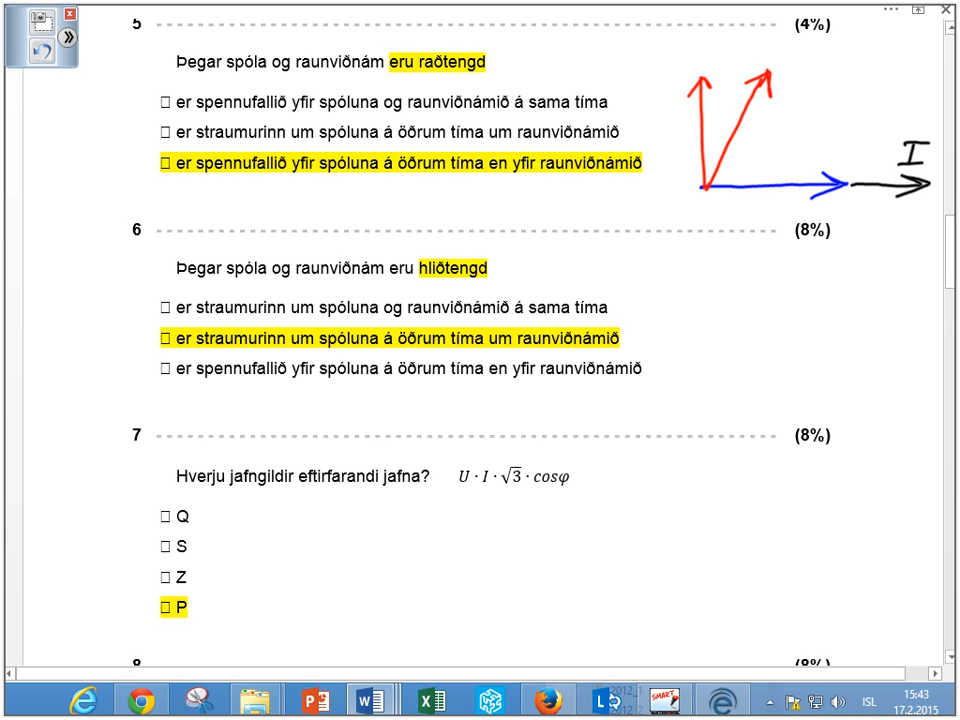 5 (4%)
Þegar spóla og raunviðnám eru raðtengd
er spennufallið yfir spóluna og raunviðnámið á sama tíma
er straumurinn um spóluna á öðrum tíma um raunviðnámið
er spennufallið yfir spóluna á öðrum tíma en yfir raunviðnámið
I
6 (8%)
Þegar spóla og raunviðnám eru hliðtengd
er straumurinn um spóluna og raunviðnámið á sama tíma
er straumurinn um spóluna á öðrum tíma um raunviðnámið
er spennufallið yfir spóluna á öðrum tíma en yfir raunviðnámið
7 (8%)
Hverju jafngildir eftirfarandi jafna? U · I · √3 · cosφ
Q
S
Z
P
8 (8%)
2012_1
2012_2
SMART
ISL
15:43
17.2.2015